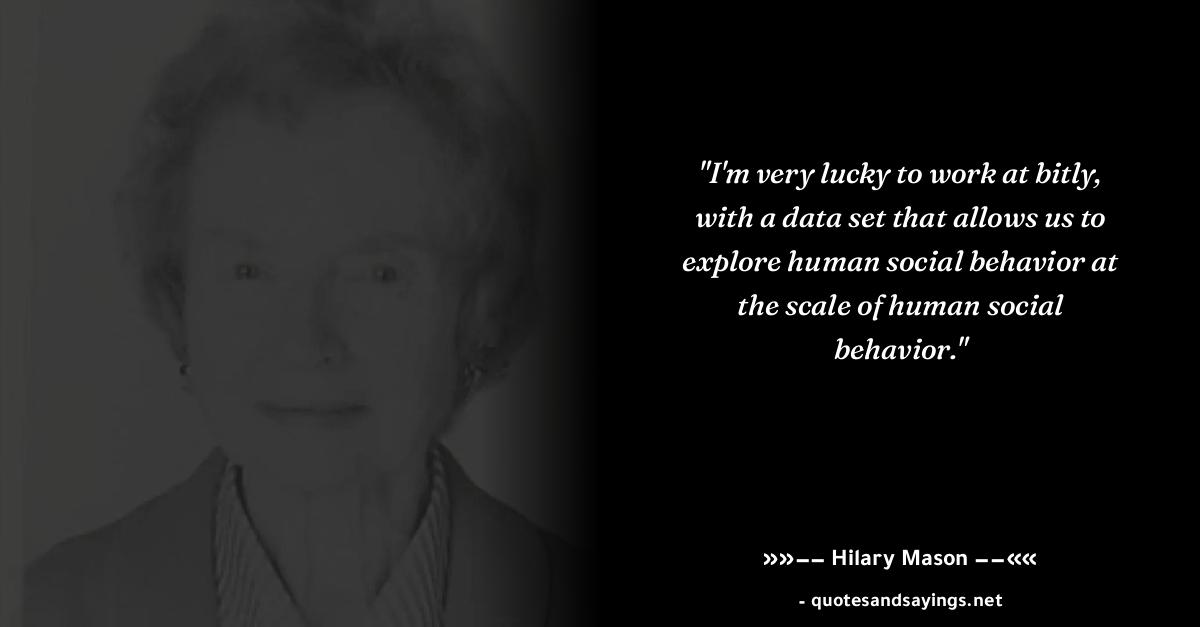 "I'm very lucky to work at bitly,
with a data set that allows us to
explore human social behavior at
the scale of human social
behavior."
»»−− Hilary Mason −−««
- quotesandsayings.net